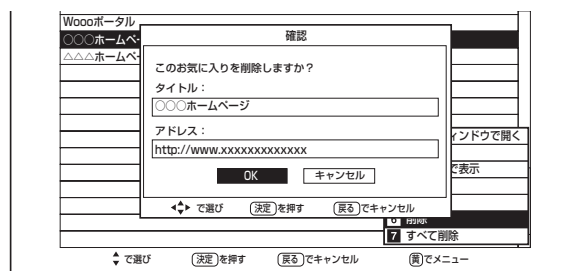 Woooポータル
○○○ホームペ
△△△ホームペ
確認
このお気に入りを削除しますか？
タイトル：
○○○ホームページ
アドレス：
http://www.xxxxxxxxxxxxx
OK キャンセル
で選び 決定を押す 戻るでキャンセル
ィンドウで開く
で表示
6 削除
7 すべて削除
で選び 決定を押す 戻るでキャンセル 黄でメニュー